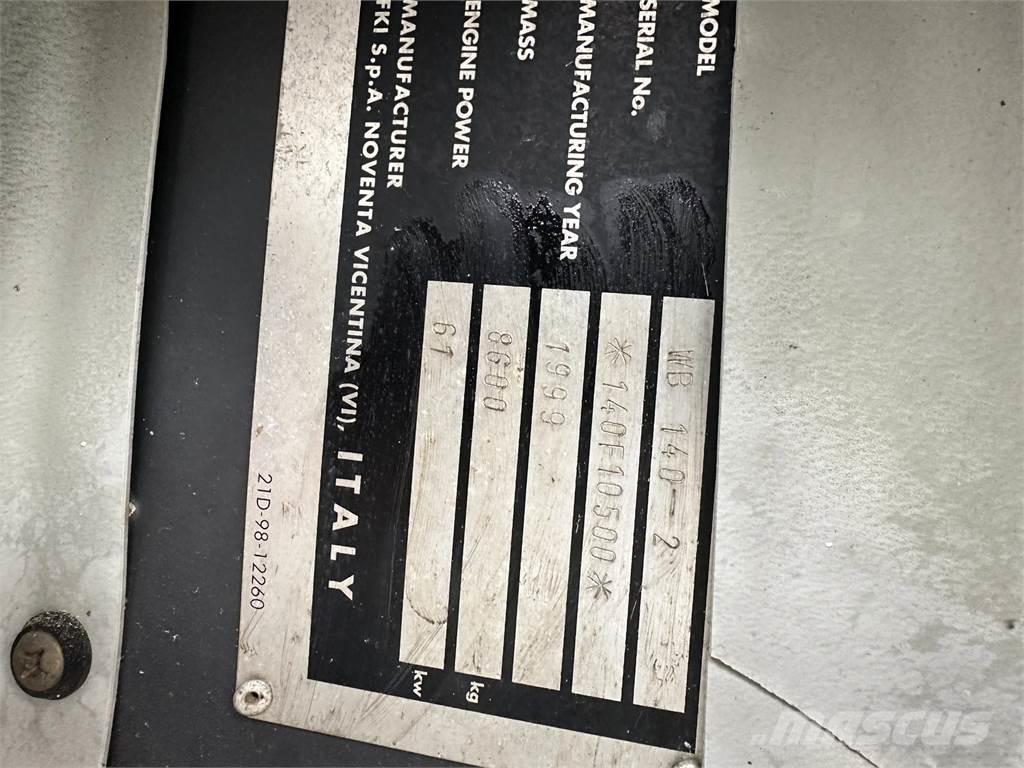 MODEL WB 140-2
SERIAL No. *140F10500*
MANUFACTURING YEAR 1999
MASS 8600 kg
ENGINE POWER 61 kw
MANUFACTURER
FKI S.p.A. NOVENTA VICENTINA (VI), ITALY
21D-98-12260
mascus